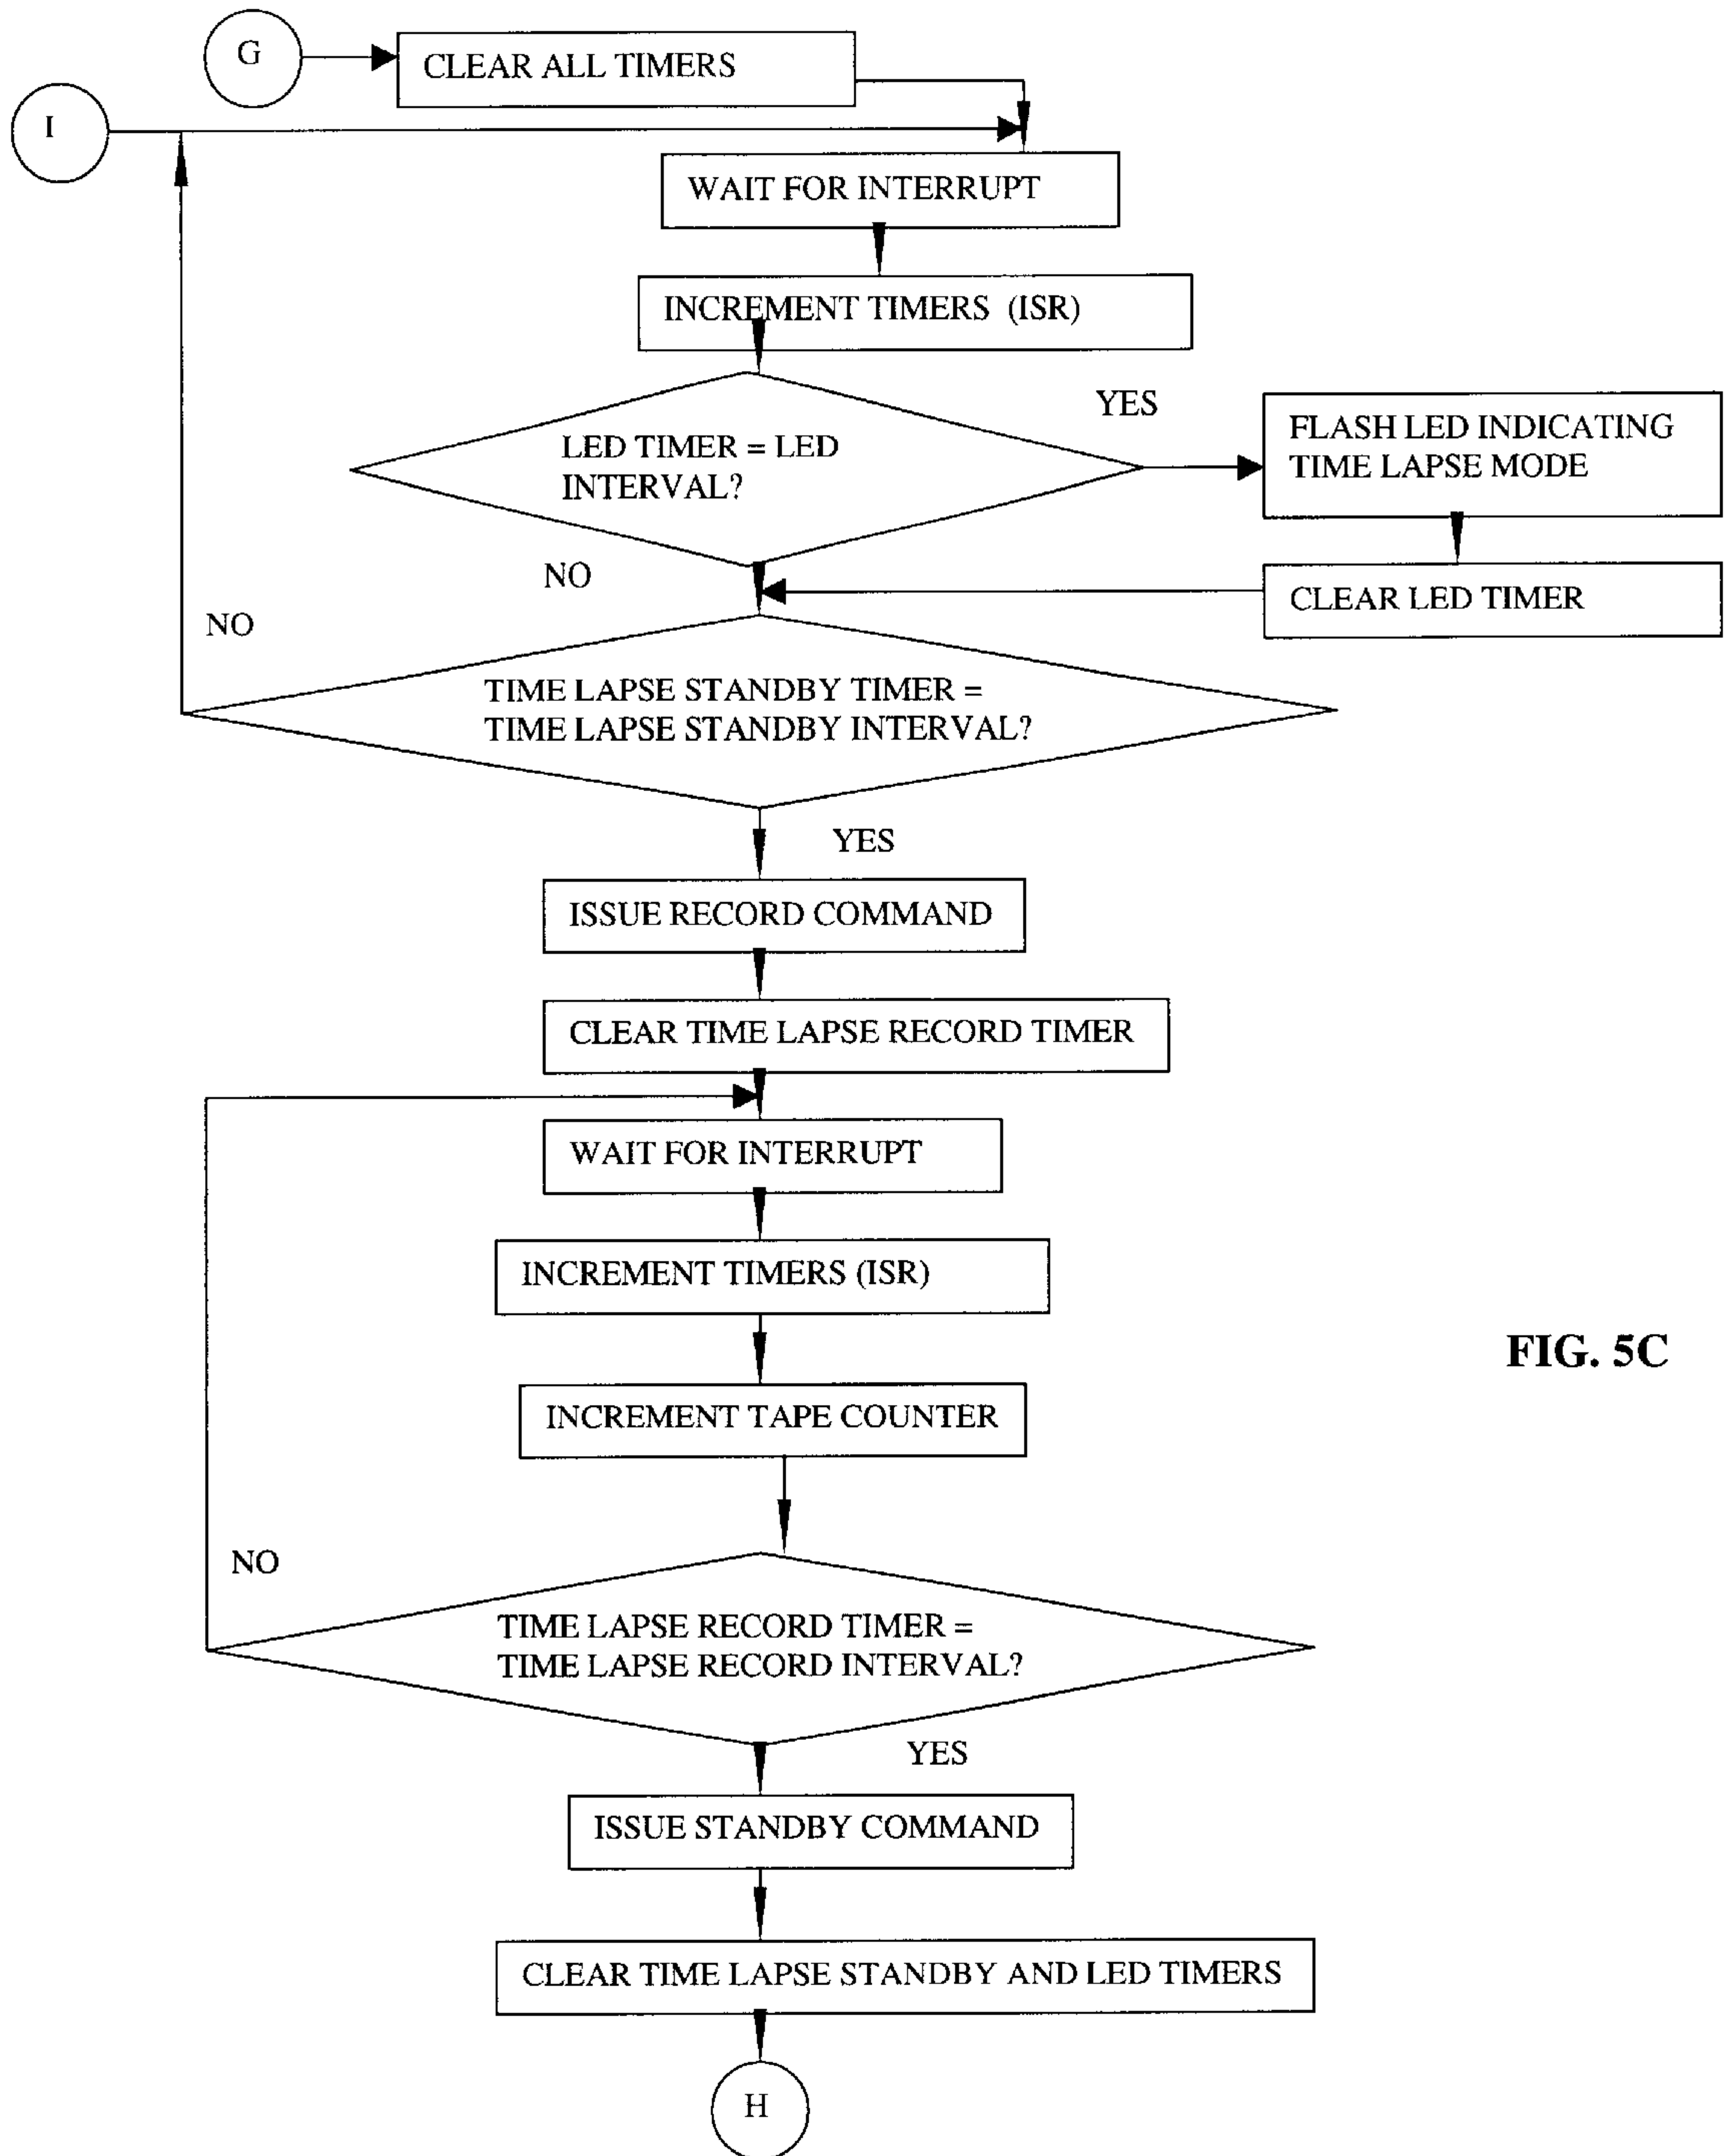 G
CLEAR ALL TIMERS
I
WAIT FOR INTERRUPT
INCREMENT TIMERS (ISR)
YES
LED TIMER = LED
INTERVAL?
FLASH LED INDICATING
TIME LAPSE MODE
NO
CLEAR LED TIMER
NO
TIME LAPSE STANDBY TIMER =
TIME LAPSE STANDBY INTERVAL?
YES
ISSUE RECORD COMMAND
CLEAR TIME LAPSE RECORD TIMER
WAIT FOR INTERRUPT
INCREMENT TIMERS (ISR)
FIG. 5C
INCREMENT TAPE COUNTER
NO
TIME LAPSE RECORD TIMER =
TIME LAPSE RECORD INTERVAL?
YES
ISSUE STANDBY COMMAND
CLEAR TIME LAPSE STANDBY AND LED TIMERS
H